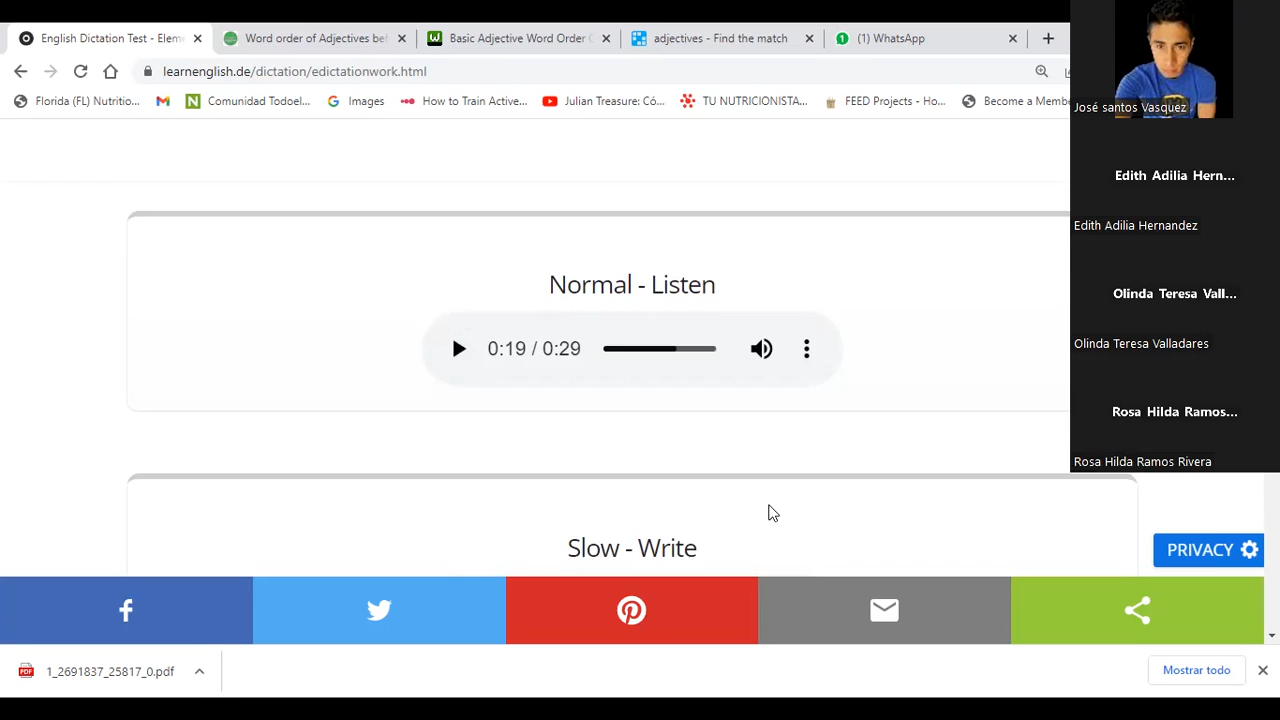 English Dictation Test - Eleme
Word order of Adjectives bef
Basic Adjective Word Order C
adjectives - Find the match
(1) WhatsApp
learnenglish.de/dictation/edictationwork.html
Florida (FL) Nutritio...
Comunidad Todoel...
Images
How to Train Active...
Julian Treasure: Có...
TU NUTRICIONISTA...
FEED Projects - Ho...
Become a Membe
José santos Vasquez
Edith Adilia Hern...
Edith Adilia Hernandez
Normal - Listen
Olinda Teresa Vall...
0:19 / 0:29
Olinda Teresa Valladares
Rosa Hilda Ramos...
Rosa Hilda Ramos Rivera
Slow - Write
PRIVACY
1_2691837_25817_0.pdf
Mostrar todo